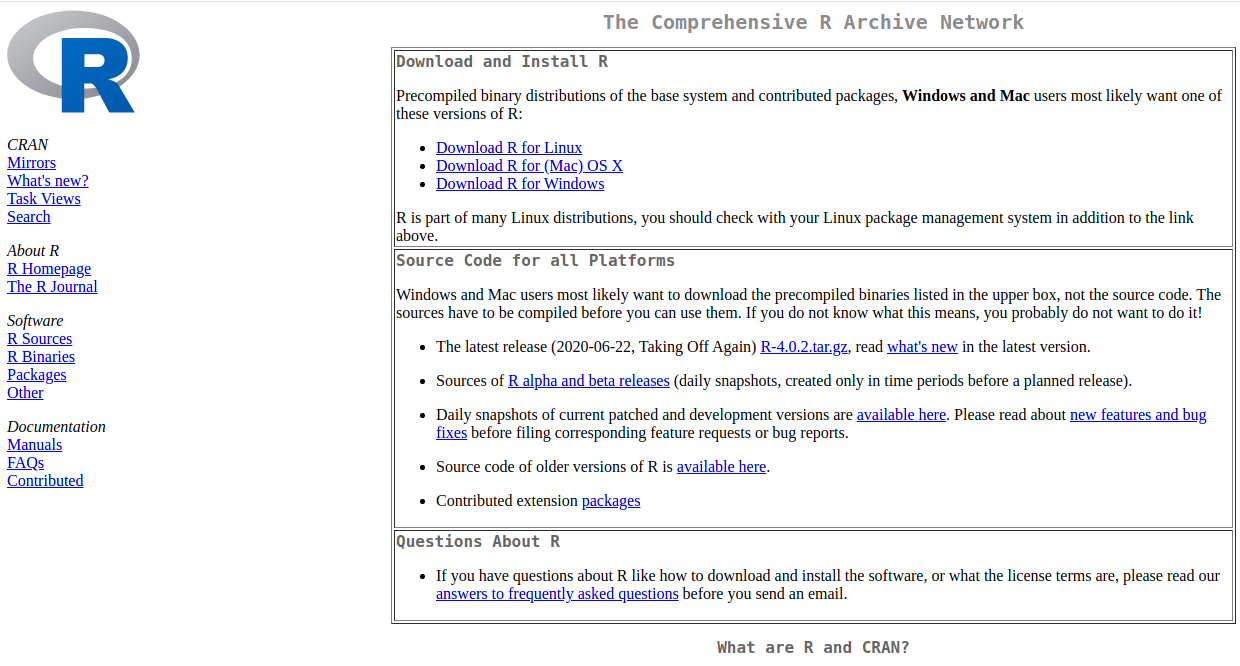 The Comprehensive R Archive Network
R
CRAN
Mirrors
What's new?
Task Views
Search
About R
R Homepage
The R Journal
Software
R Sources
R Binaries
Packages
Other
Documentation
Manuals
FAQs
Contributed
Download and Install R
Precompiled binary distributions of the base system and contributed packages, Windows and Mac users most likely want one of
these versions of R:
Download R for Linux
Download R for (Mac) OS X
Download R for Windows
R is part of many Linux distributions, you should check with your Linux package management system in addition to the link
above.
Source Code for all Platforms
Windows and Mac users most likely want to download the precompiled binaries listed in the upper box, not the source code. The
sources have to be compiled before you can use them. If you do not know what this means, you probably do not want to do it!
The latest release (2020-06-22, Taking Off Again) R-4.0.2.tar.gz, read what's new in the latest version.
Sources of R alpha and beta releases (daily snapshots, created only in time periods before a planned release).
Daily snapshots of current patched and development versions are available here. Please read about new features and bug
fixes before filing corresponding feature requests or bug reports.
Source code of older versions of R is available here.
Contributed extension packages
Questions About R
If you have questions about R like how to download and install the software, or what the license terms are, please read our
answers to frequently asked questions before you send an email.
What are R and CRAN?